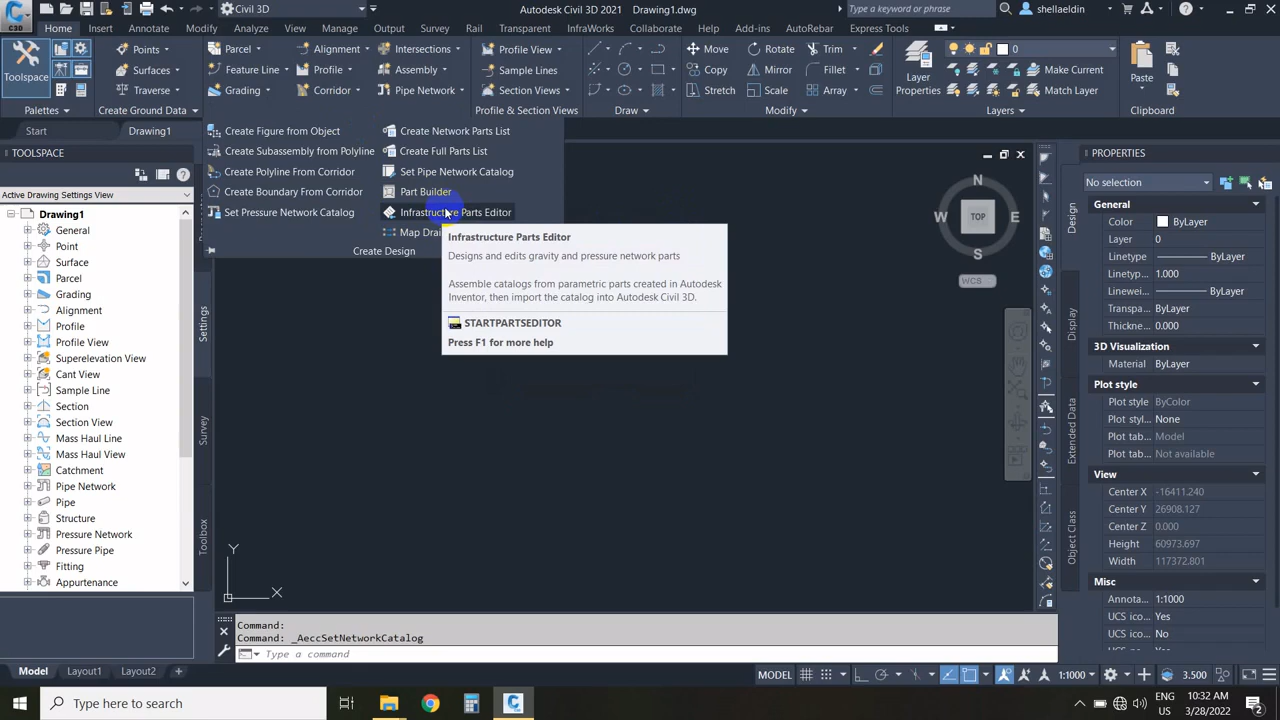 Civil 3D
Autodesk Civil 3D 2021 Drawing1.dwg
Type a keyword or phrase
shellaeldin
C3D
Home Insert Annotate Modify Analyze View Manage Output Survey Rail Transparent InfraWorks Collaborate Help Add-ins AutoRebar Express Tools
Toolspace
Points
Surfaces
Traverse
Parcel
Feature Line
Grading
Alignment
Profile
Corridor
Intersections
Assembly
Pipe Network
Profile View
Sample Lines
Section Views
Move
Copy
Stretch
Rotate
Mirror
Scale
Trim
Fillet
Array
Layer
Properties
0
Make Current
Match Layer
Paste
Palettes
Create Ground Data
Profile & Section Views
Draw
Modify
Layers
Clipboard
Start
Drawing1
Create Figure from Object
Create Subassembly from Polyline
Create Polyline From Corridor
Create Boundary From Corridor
Set Pressure Network Catalog
Create Network Parts List
Create Full Parts List
Set Pipe Network Catalog
Part Builder
Infrastructure Parts Editor
Map Drai
Create Design
Infrastructure Parts Editor
Designs and edits gravity and pressure network parts
Assemble catalogs from parametric parts created in Autodesk
Inventor, then import the catalog into Autodesk Civil 3D.
STARTPARTSEDITOR
Press F1 for more help
TOOLSPACE
Active Drawing Settings View
Drawing1
General
Point
Surface
Parcel
Grading
Alignment
Profile
Profile View
Superelevation View
Cant View
Sample Line
Section
Section View
Mass Haul Line
Mass Haul View
Catchment
Pipe Network
Pipe
Structure
Pressure Network
Pressure Pipe
Fitting
Appurtenance
Settings
Survey
Toolbox
N
W
TOP
E
S
WCS
Y
X
PROPERTIES
No selection
General
Color ByLayer
Layer 0
Linetype ByLayer
Linetyp... 1.000
Linewei... ByLayer
Transpa... ByLayer
Thickne... 0.000
3D Visualization
Material ByLayer
Plot style
Plot style ByColor
Plot styl... None
Plot tab... Model
Plot tab... Not available
View
Center X -16411.240
Center Y 26908.127
Center Z 0.000
Height 60973.697
Width 117372.801
Misc
Annota... 1:1000
UCS ico... Yes
UCS ico... No
Design
Display
Extended Data
Object Class
Command:
Command: _AeccSetNetworkCatalog
Type a command
Model Layout1 Layout2 +
MODEL
1:1000
3.500
Type here to search
ENG
US
10:32 AM
3/28/2022